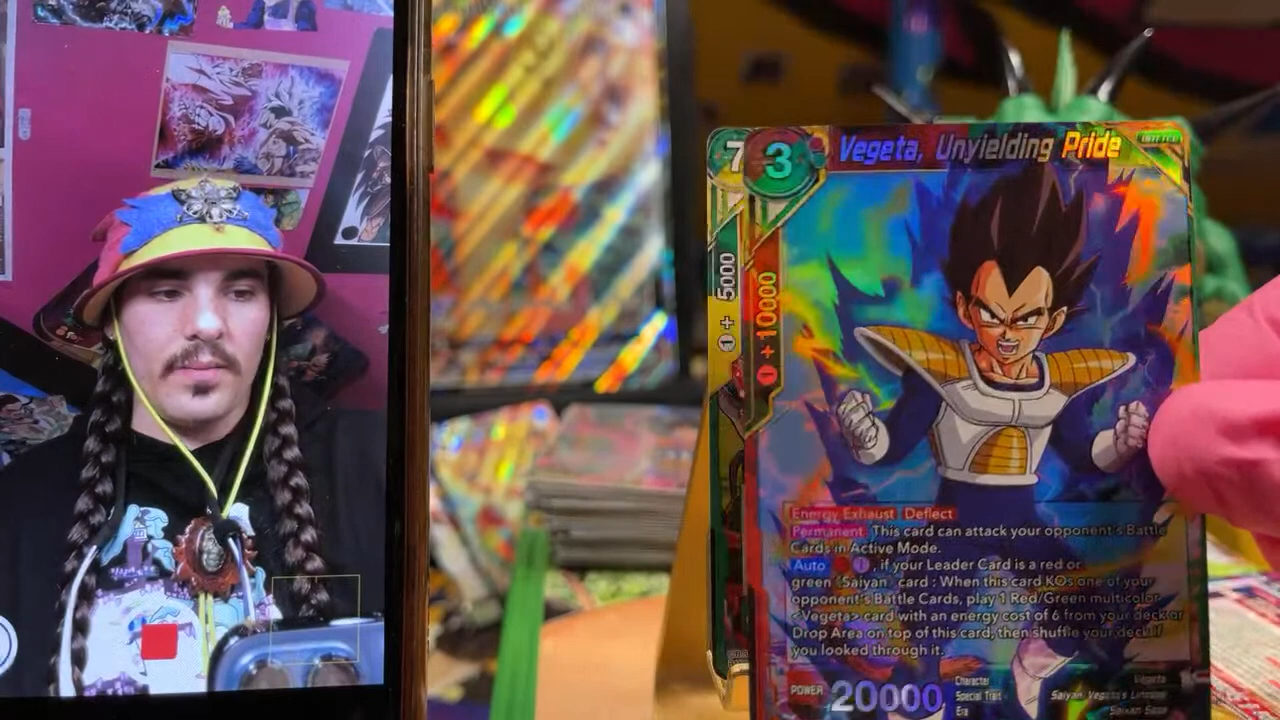 7
3
Vegeta, Unyielding Pride
5000
1 +
1 +10000
Energy Exhaust Deflect
Permanent This card can attack your opponent's Battle
Cards in Active Mode.
Auto 1, if your Leader Card is a red or
green 《Saiyan》 card : When this card KOs one of your
opponent's Battle Cards, play 1 Red/Green multicolor
<Vegeta> card with an energy cost of 6 from your deck or
Drop Area on top of this card, then shuffle your deck if
you looked through it.
POWER 20000
Character Vegeta
Special Trait Saiyan Vegeta's Lineage
Era Saiyan Saga